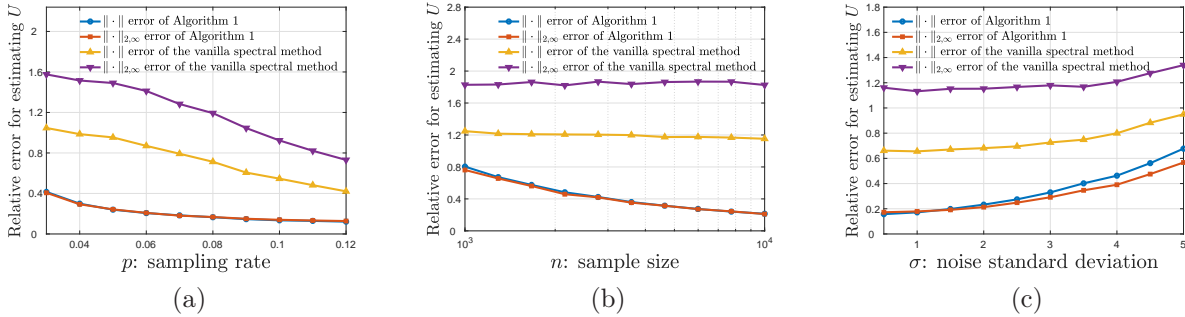 Relative error for estimating U
2
1.6
1.2
0.8
0.4
0
‖ · ‖ error of Algorithm 1
‖ · ‖2,∞ error of Algorithm 1
‖ · ‖ error of the vanilla spectral method
‖ · ‖2,∞ error of the vanilla spectral method
0.04 0.06 0.08 0.1 0.12
p: sampling rate
(a)
Relative error for estimating U
2.8
2.4
2
1.6
1.2
0.8
0.4
0
‖ · ‖ error of Algorithm 1
‖ · ‖2,∞ error of Algorithm 1
‖ · ‖ error of the vanilla spectral method
‖ · ‖2,∞ error of the vanilla spectral method
10³ 10⁴
n: sample size
(b)
Relative error for estimating U
1.8
1.6
1.4
1.2
1
0.8
0.6
0.4
0.2
0
‖ · ‖ error of Algorithm 1
‖ · ‖2,∞ error of Algorithm 1
‖ · ‖ error of the vanilla spectral method
‖ · ‖2,∞ error of the vanilla spectral method
1 2 3 4 5
σ: noise standard deviation
(c)